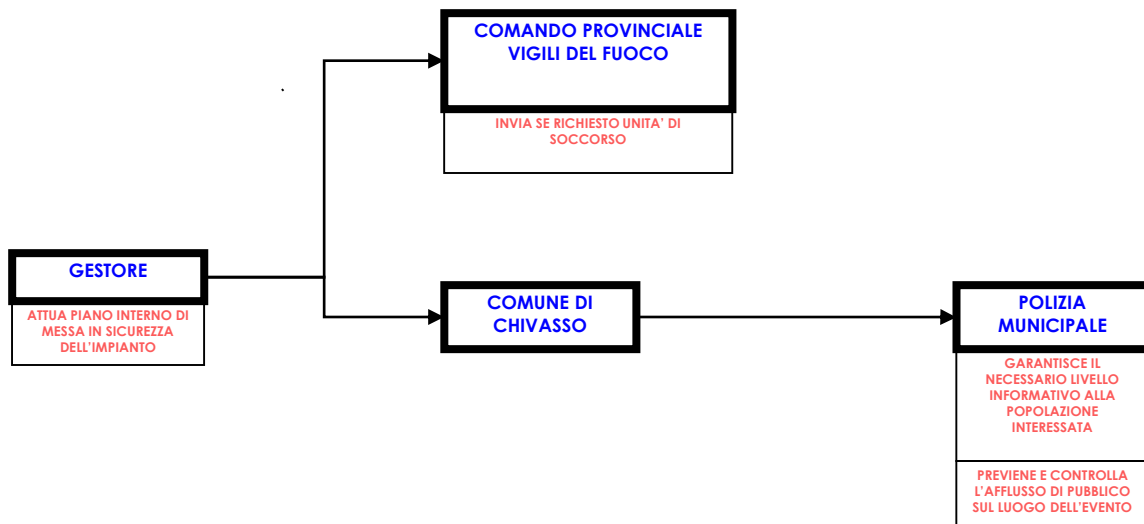 COMANDO PROVINCIALE
VIGILI DEL FUOCO
INVIA SE RICHIESTO UNITA' DI
SOCCORSO
GESTORE
ATTUA PIANO INTERNO DI
MESSA IN SICUREZZA
DELL'IMPIANTO
COMUNE DI
CHIVASSO
POLIZIA
MUNICIPALE
GARANTISCE IL
NECESSARIO LIVELLO
INFORMATIVO ALLA
POPOLAZIONE
INTERESSATA
PREVIENE E CONTROLLA
L'AFFLUSSO DI PUBBLICO
SUL LUOGO DELL'EVENTO